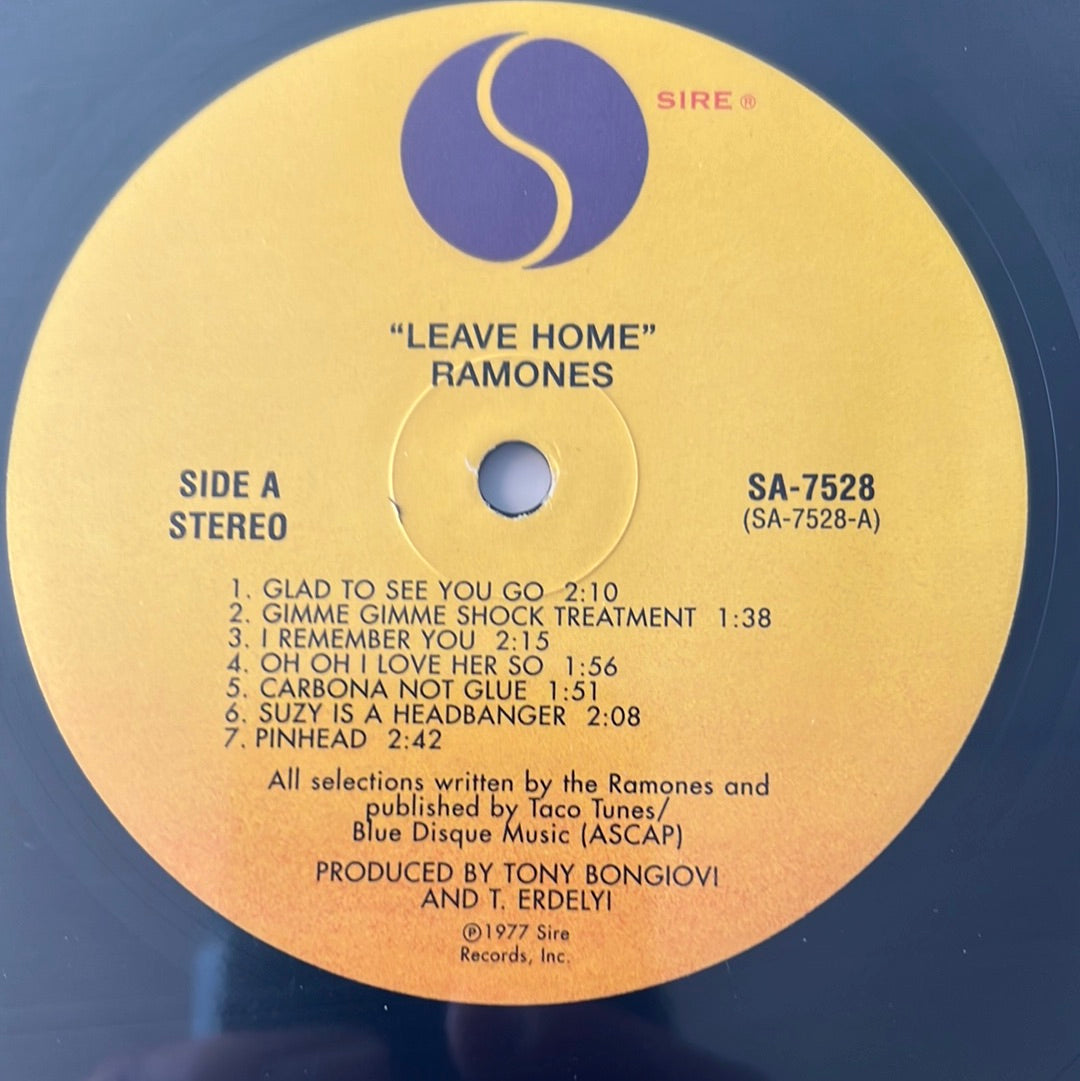 SIRE ®
“LEAVE HOME”
RAMONES
SIDE A
STEREO
SA-7528
(SA-7528-A)
1. GLAD TO SEE YOU GO 2:10
2. GIMME GIMME SHOCK TREATMENT 1:38
3. I REMEMBER YOU 2:15
4. OH OH I LOVE HER SO 1:56
5. CARBONA NOT GLUE 1:51
6. SUZY IS A HEADBANGER 2:08
7. PINHEAD 2:42
All selections written by the Ramones and
published by Taco Tunes/
Blue Disque Music (ASCAP)
PRODUCED BY TONY BONGIOVI
AND T. ERDELYI
℗1977 Sire
Records, Inc.